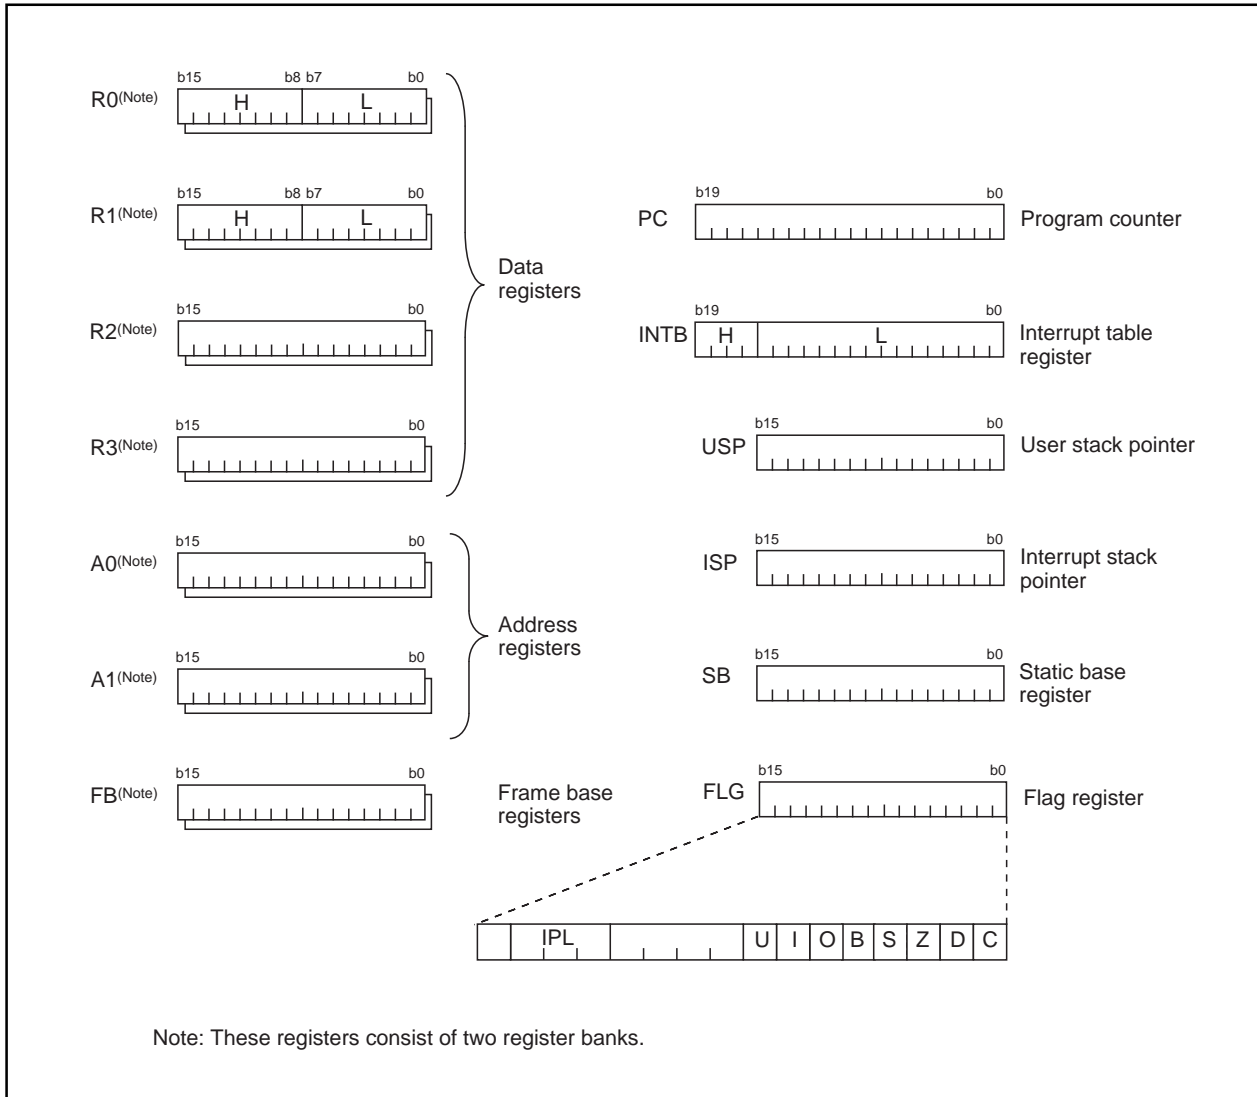 b15 b8 b7 b0
R0(Note) H L
b15 b8 b7 b0
R1(Note) H L
b15 b0
R2(Note)
b15 b0
R3(Note)
Data
registers
b15 b0
A0(Note)
b15 b0
A1(Note)
Address
registers
b15 b0
FB(Note)
Frame base
registers
b19 b0
PC Program counter
b19 b0
INTB H L Interrupt table
register
b15 b0
USP User stack pointer
b15 b0
ISP Interrupt stack
pointer
b15 b0
SB Static base
register
b15 b0
FLG Flag register
IPL U I O B S Z D C
Note: These registers consist of two register banks.